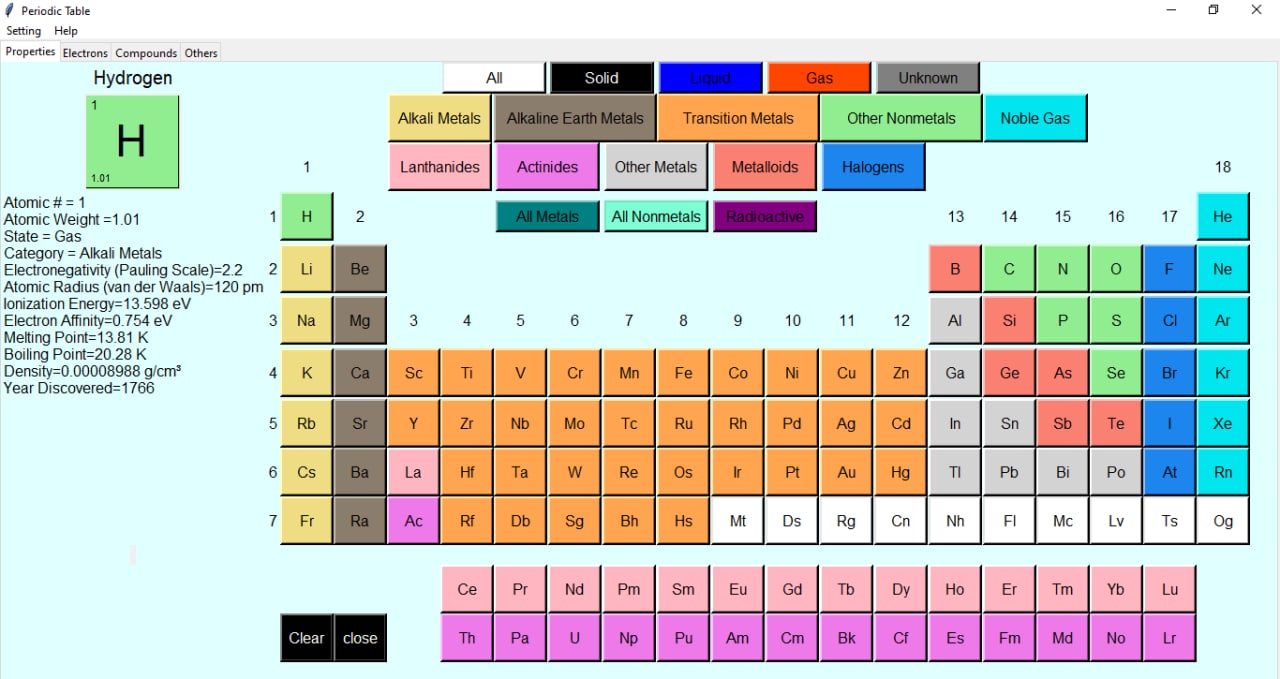 Periodic Table
Setting Help
Properties Electrons Compounds Others
Hydrogen
1
H
1.01
All Solid Liquid Gas Unknown
Alkali Metals Alkaline Earth Metals Transition Metals Other Nonmetals Noble Gas
Lanthanides Actinides Other Metals Metalloids Halogens
All Metals All Nonmetals Radioactive
Atomic # = 1
Atomic Weight =1.01
State = Gas
Category = Alkali Metals
Electronegativity (Pauling Scale)=2.2
Atomic Radius (van der Waals)=120 pm
Ionization Energy=13.598 eV
Electron Affinity=0.754 eV
Melting Point=13.81 K
Boiling Point=20.28 K
Density=0.00008988 g/cm³
Year Discovered=1766
1 18
1 H 2 13 14 15 16 17 He
2 Li Be B C N O F Ne
3 Na Mg 3 4 5 6 7 8 9 10 11 12 Al Si P S Cl Ar
4 K Ca Sc Ti V Cr Mn Fe Co Ni Cu Zn Ga Ge As Se Br Kr
5 Rb Sr Y Zr Nb Mo Tc Ru Rh Pd Ag Cd In Sn Sb Te I Xe
6 Cs Ba La Hf Ta W Re Os Ir Pt Au Hg Tl Pb Bi Po At Rn
7 Fr Ra Ac Rf Db Sg Bh Hs Mt Ds Rg Cn Nh Fl Mc Lv Ts Og
Ce Pr Nd Pm Sm Eu Gd Tb Dy Ho Er Tm Yb Lu
Clear close Th Pa U Np Pu Am Cm Bk Cf Es Fm Md No Lr